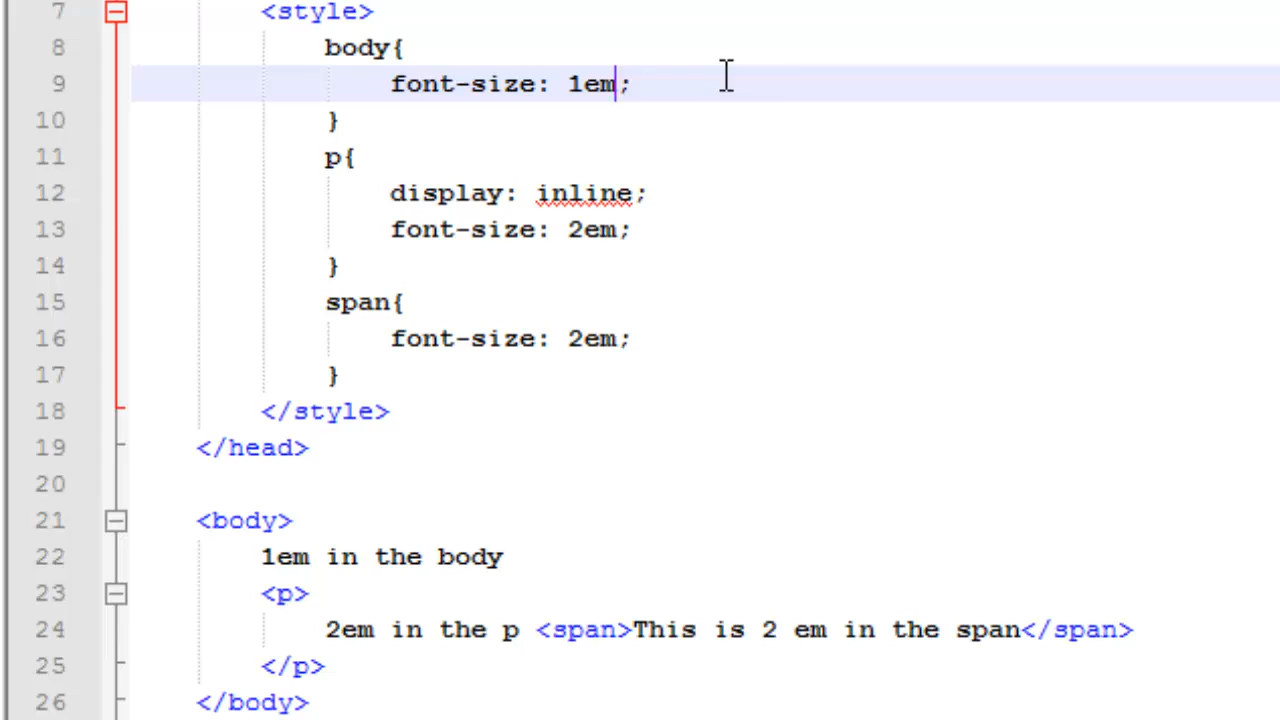 7 <style>
8 body{
9 font-size: 1em;
10 }
11 p{
12 display: inline;
13 font-size: 2em;
14 }
15 span{
16 font-size: 2em;
17 }
18 </style>
19 </head>
20
21 <body>
22 1em in the body
23 <p>
24 2em in the p <span>This is 2 em in the span</span>
25 </p>
26 </body>